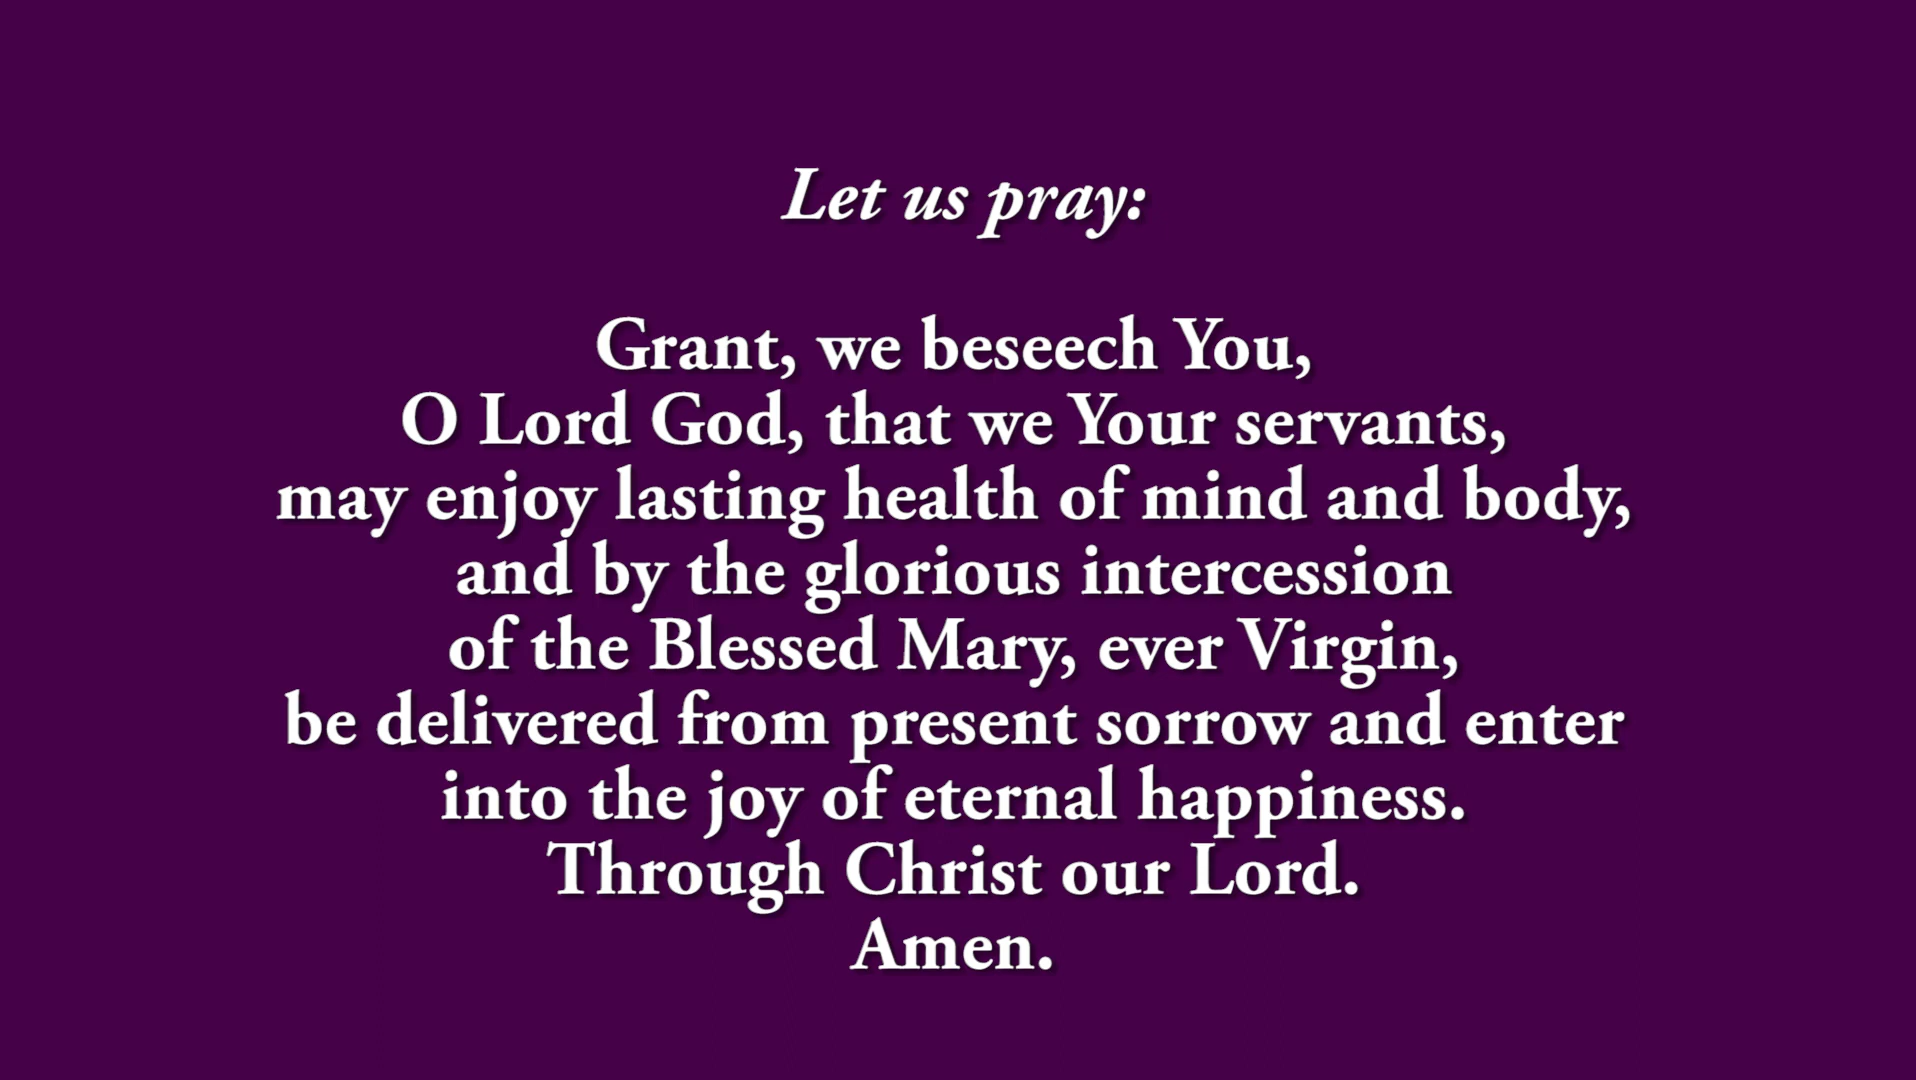 Let us pray:
Grant, we beseech You,
O Lord God, that we Your servants,
may enjoy lasting health of mind and body,
and by the glorious intercession
of the Blessed Mary, ever Virgin,
be delivered from present sorrow and enter
into the joy of eternal happiness.
Through Christ our Lord.
Amen.